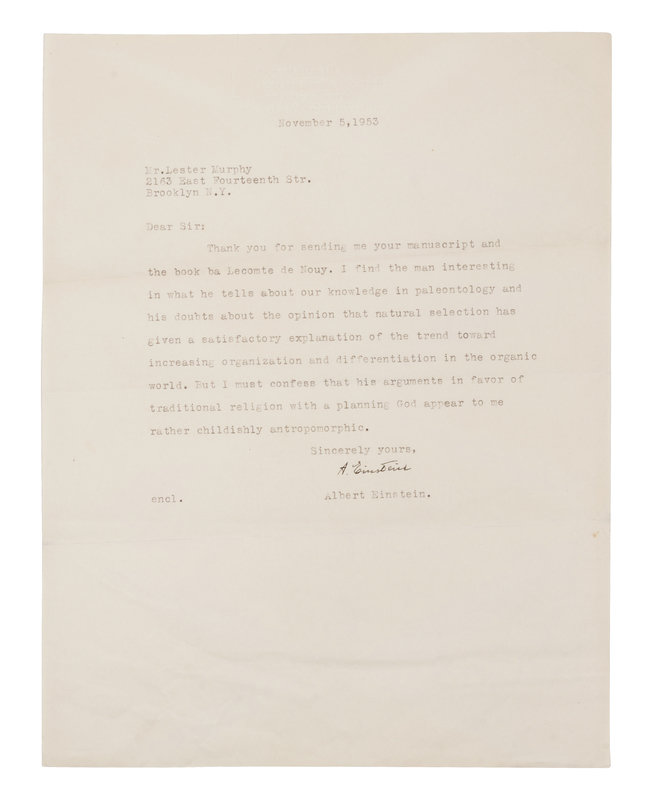 November 5,1953
Mr.Lester Murphy
2163 East Fourteenth Str.
Brooklyn N.Y.
Dear Sir:
Thank you for sending me your manuscript and
the book ba Lecomte de Nouy. I find the man interesting
in what he tells about our knowledge in paleontology and
his doubts about the opinion that natural selection has
given a satisfactory explanation of the trend toward
increasing organization and differentiation in the organic
world. But I must confess that his arguments in favor of
traditional religion with a planning God appear to me
rather childishly antropomorphic.
Sincerely yours,
A. Einstein
encl.
Albert Einstein.